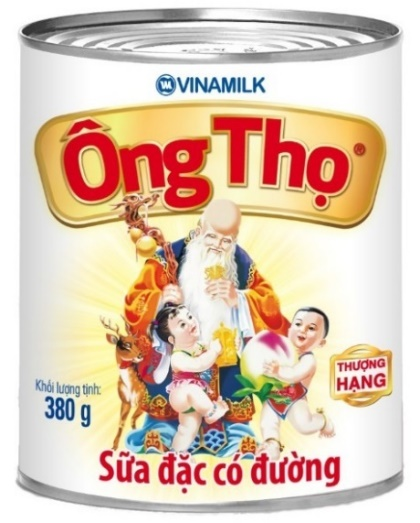 VINAMILK
Ông Thọ®
Khối lượng tịnh:
380 g
THƯỢNG
HẠNG
Sữa đặc có đường